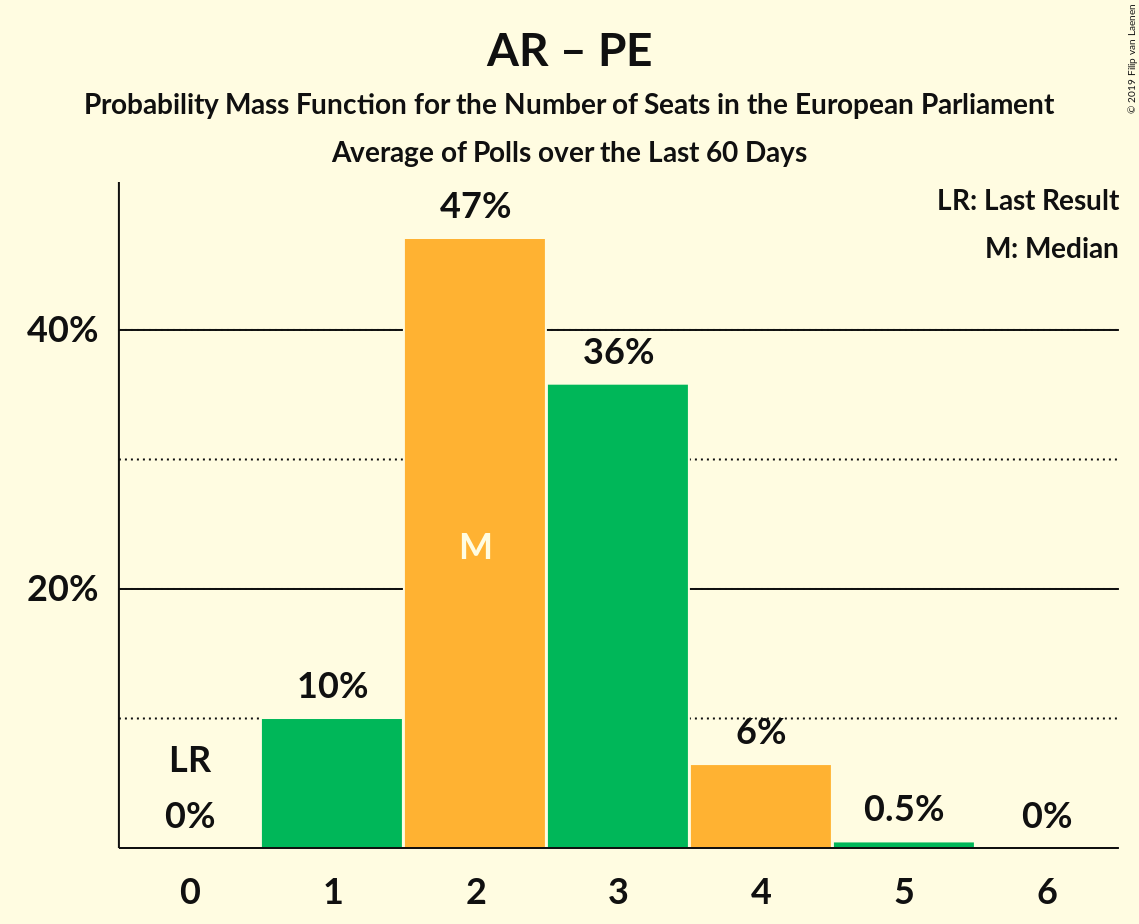 AR – PE
Probability Mass Function for the Number of Seats in the European Parliament
Average of Polls over the Last 60 Days
© 2019 Filip van Laenen
LR: Last Result
M: Median
47%
40%
36%
M
20%
10%
6%
LR
0%
0.5%
0%
0 1 2 3 4 5 6